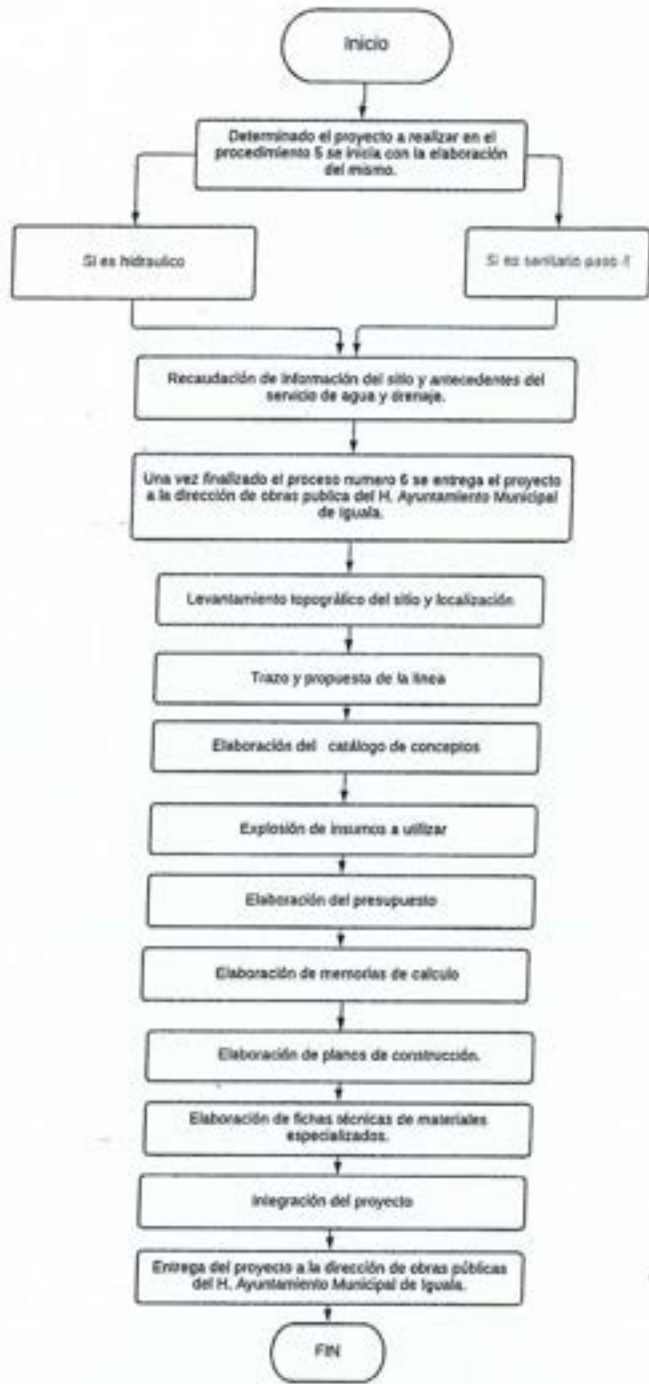 Inicio
Determinado el proyecto a realizar en el
procedimiento 5 se inicia con la elaboración
del mismo.
Si es hidraulico
Si es sanitario paso
Recaudación de información del sitio y antecedentes del
servicio de agua y drenaje.
Una vez finalizado el proceso numero 6 se entrega el proyecto
a la dirección de obras publica del H. Ayuntamiento Municipal
de Iguala.
Levantamiento topográfico del sitio y localización
Trazo y propuesta de la línea
Elaboración del catálogo de conceptos
Explosión de insumos a utilizar
Elaboración del presupuesto
Elaboración de memorias de calculo
Elaboración de planos de construcción.
Elaboración de fichas técnicas de materiales
especializados.
Integración del proyecto
Entrega del proyecto a la dirección de obras públicas
del H. Ayuntamiento Municipal de Iguala.
FIN